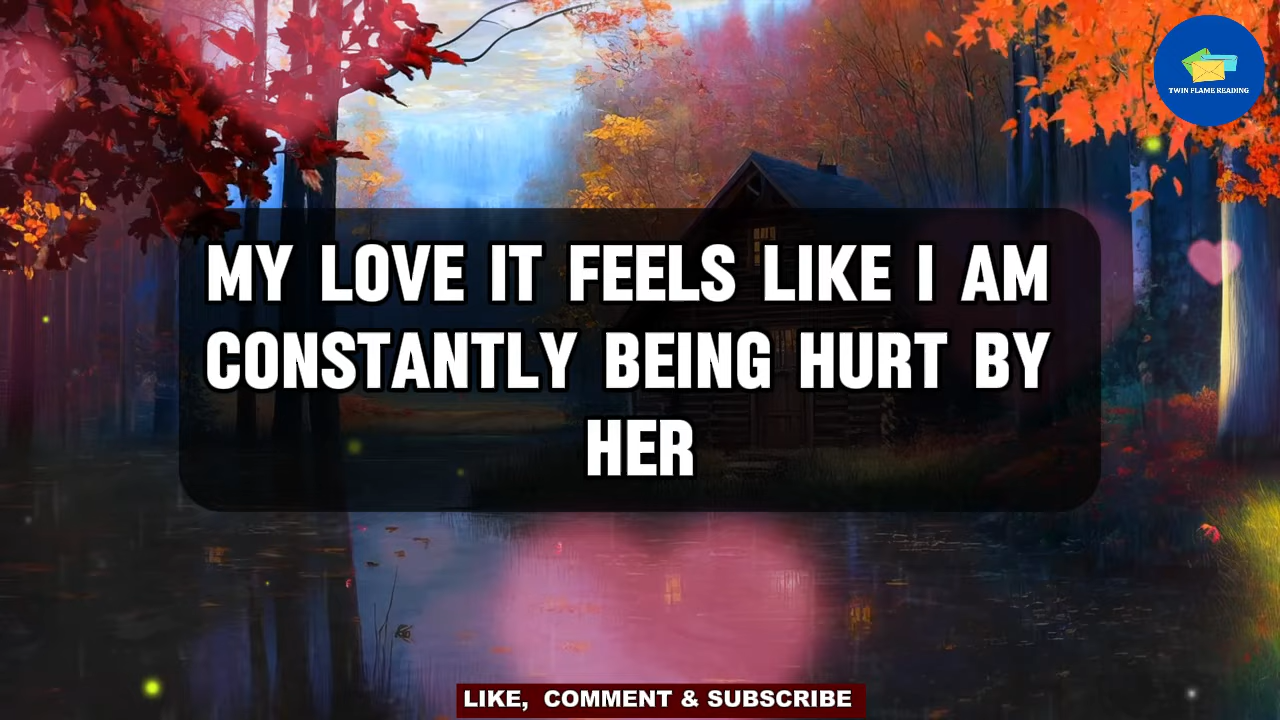 TWIN FLAME READING
MY LOVE IT FEELS LIKE I AM
CONSTANTLY BEING HURT BY
HER
LIKE, COMMENT & SUBSCRIBE